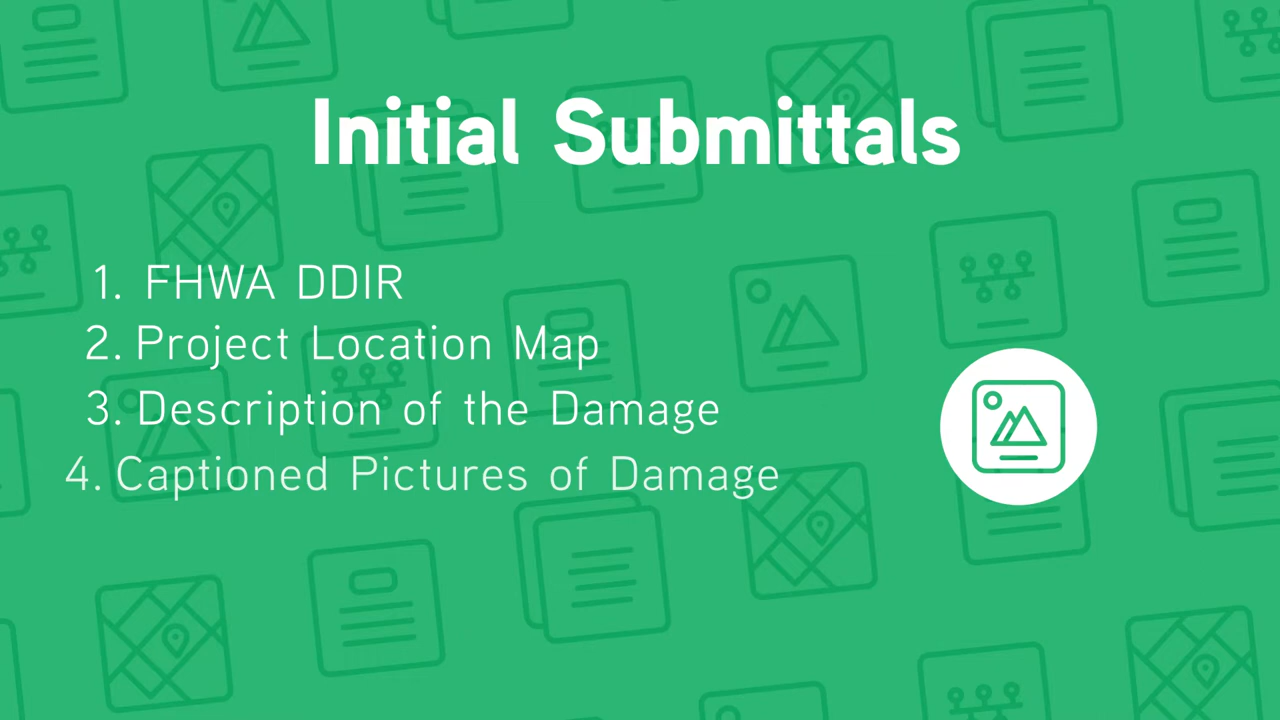 Initial Submittals
1. FHWA DDIR
2. Project Location Map
3. Description of the Damage
4. Captioned Pictures of Damage